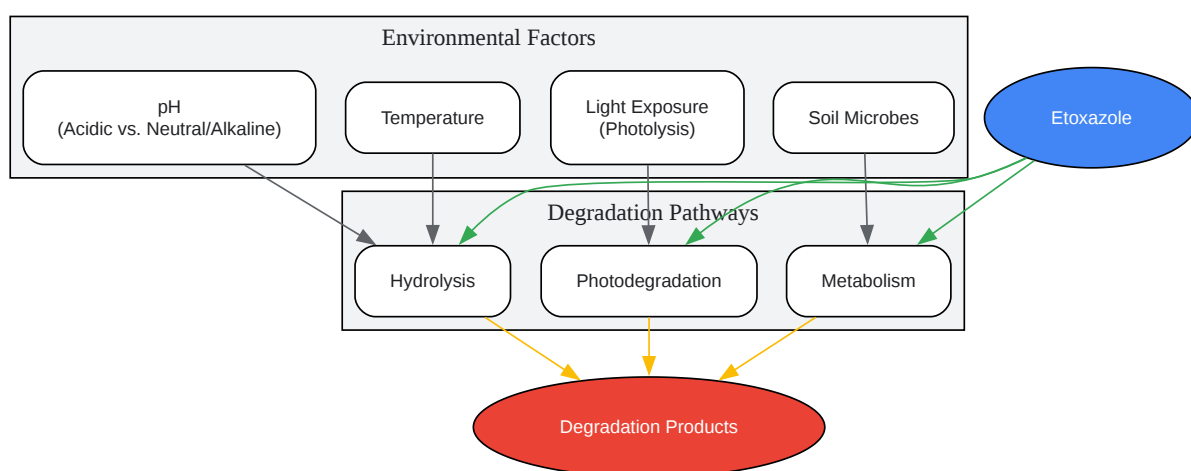 Environmental Factors
pH
(Acidic vs. Neutral/Alkaline)
Temperature
Light Exposure
(Photolysis)
Soil Microbes
Etoxazole
Degradation Pathways
Hydrolysis
Photodegradation
Metabolism
Degradation Products